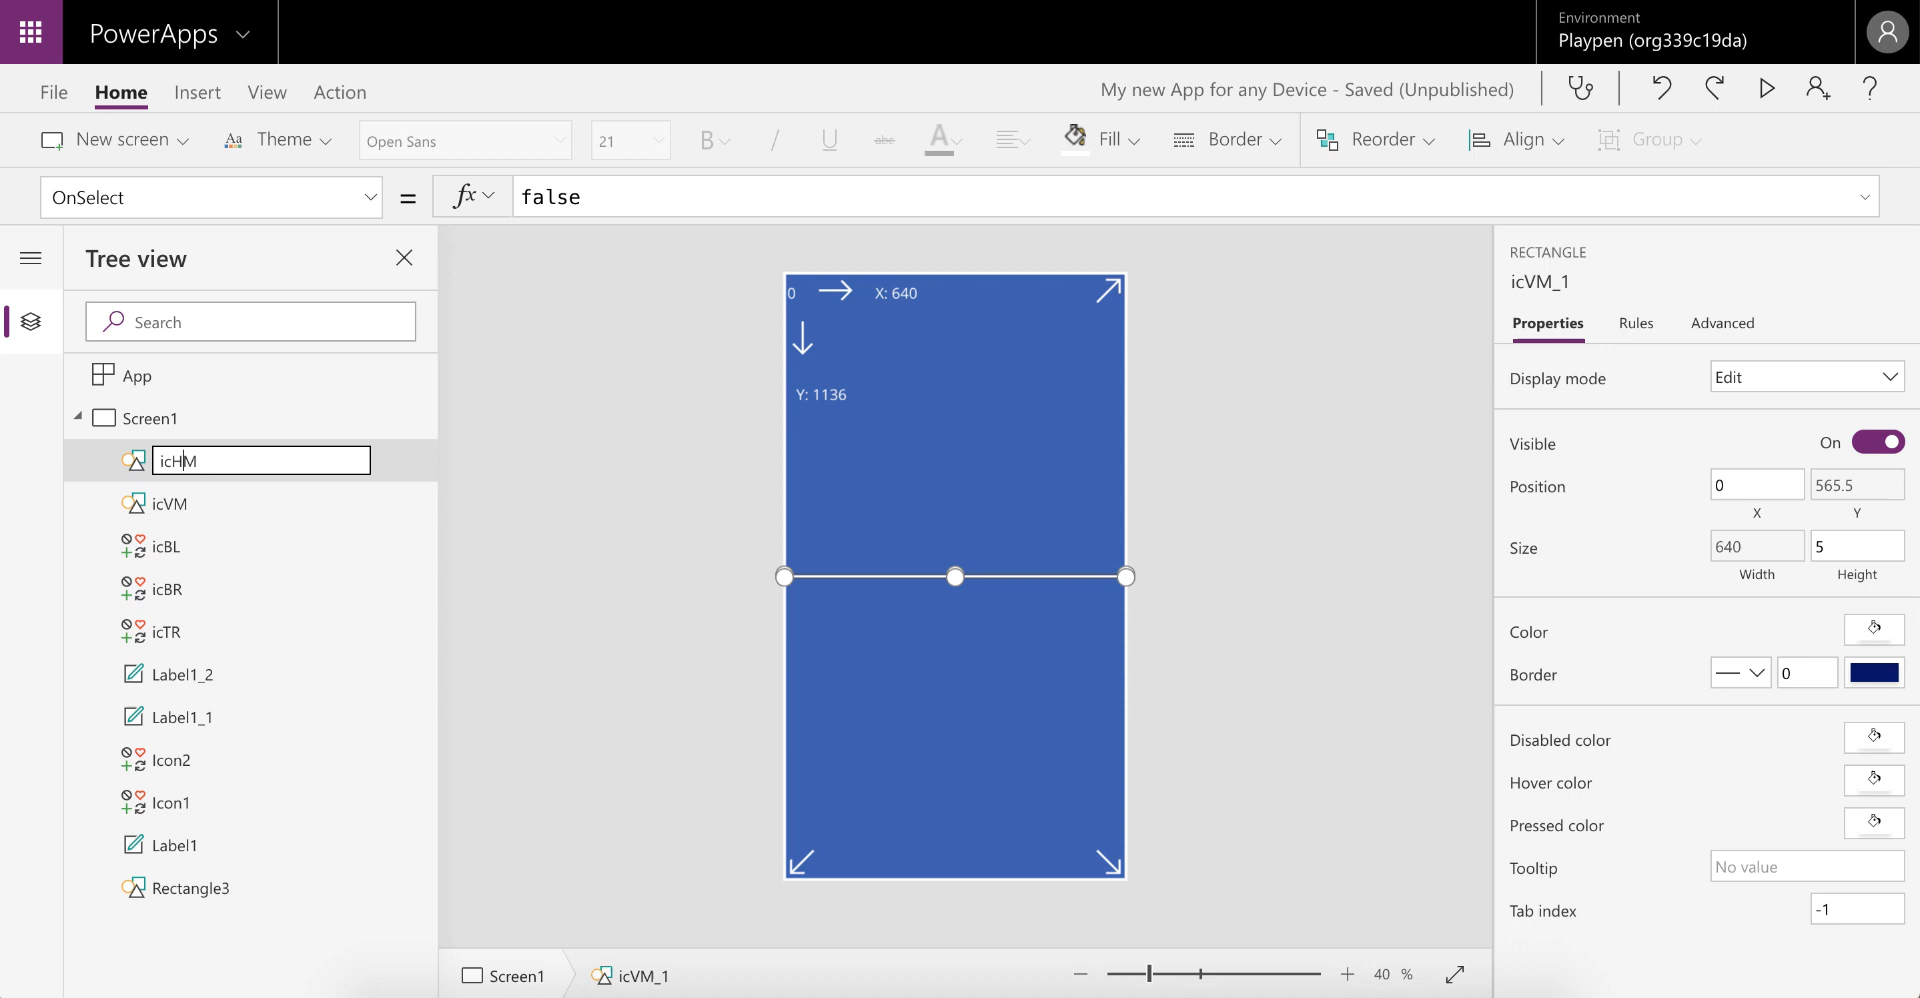 PowerApps
Environment
Playpen (org339c19da)
File Home Insert View Action
My new App for any Device - Saved (Unpublished)
New screen Aa Theme Open Sans 21 B / U abc A Fill Border Reorder Align Group
OnSelect = fx false
Tree view
Search
App
Screen1
icHM
icVM
icBL
icBR
icTR
Label1_2
Label1_1
Icon2
Icon1
Label1
Rectangle3
0 X: 640
Y: 1136
Screen1 icVM_1 40 %
RECTANGLE
icVM_1
Properties Rules Advanced
Display mode Edit
Visible On
Position 0 565.5
X Y
Size 640 5
Width Height
Color
Border 0
Disabled color
Hover color
Pressed color
Tooltip No value
Tab index -1